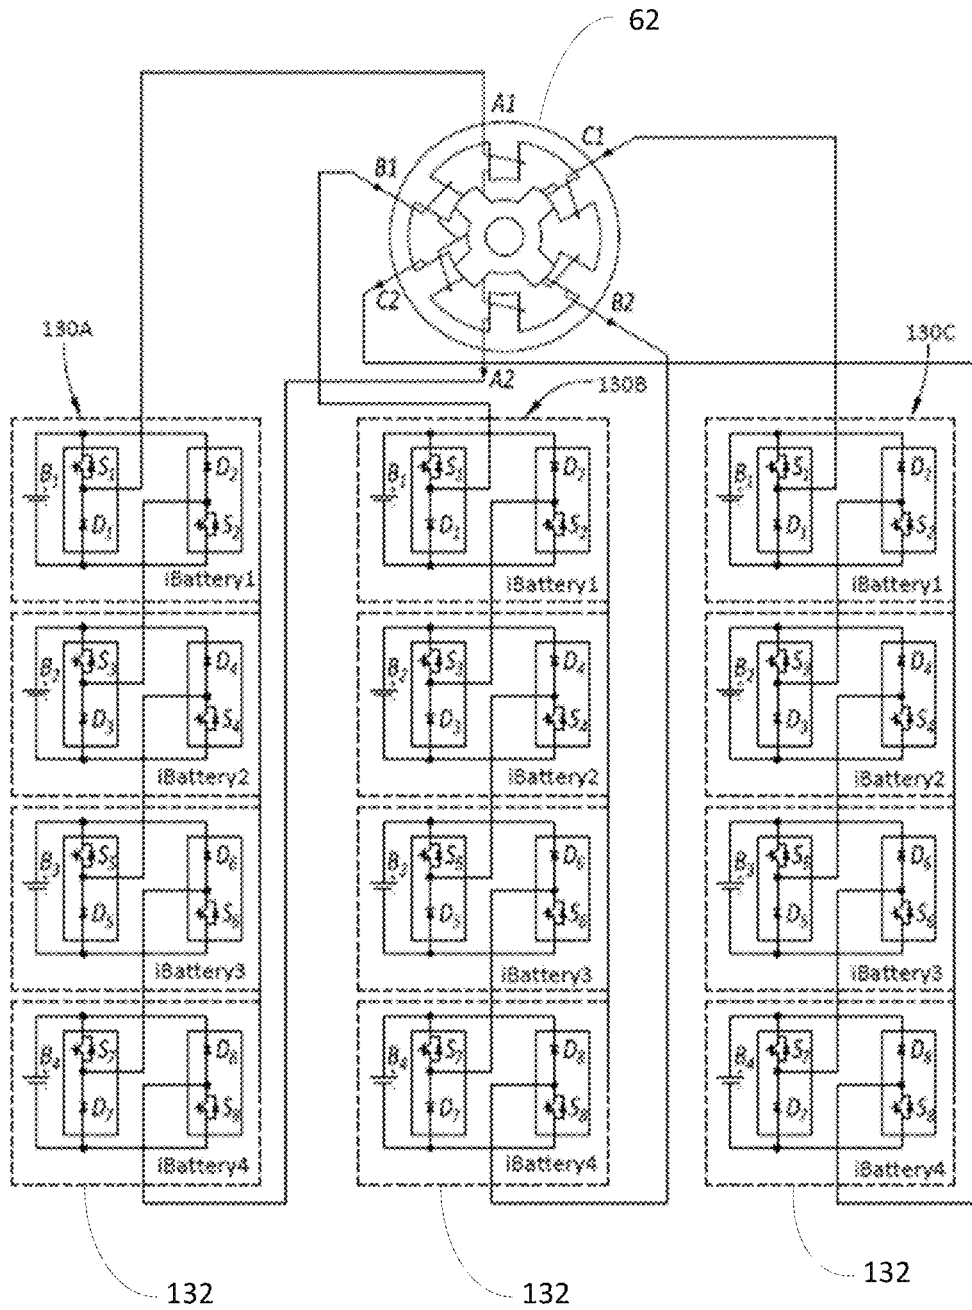 62
A1
C1
B1
C2
B2
A2
130A
130B
130C
B1 S1 D2
D1 S2
iBattery1
B2 S3 D4
D3 S4
iBattery2
B3 S5 D6
D5 S6
iBattery3
B4 S7 D8
D7 S8
iBattery4
132
B1 S1 D2
D1 S2
iBattery1
B2 S3 D4
D3 S4
iBattery2
B3 S5 D6
D5 S6
iBattery3
B4 S7 D8
D7 S8
iBattery4
132
B1 S1
D1 S2
iBattery1
B2 S3 D4
D3 S4
iBattery2
B3 S5 D6
D5 S6
iBattery3
B4 S7 D8
D7 S8
iBattery4
132